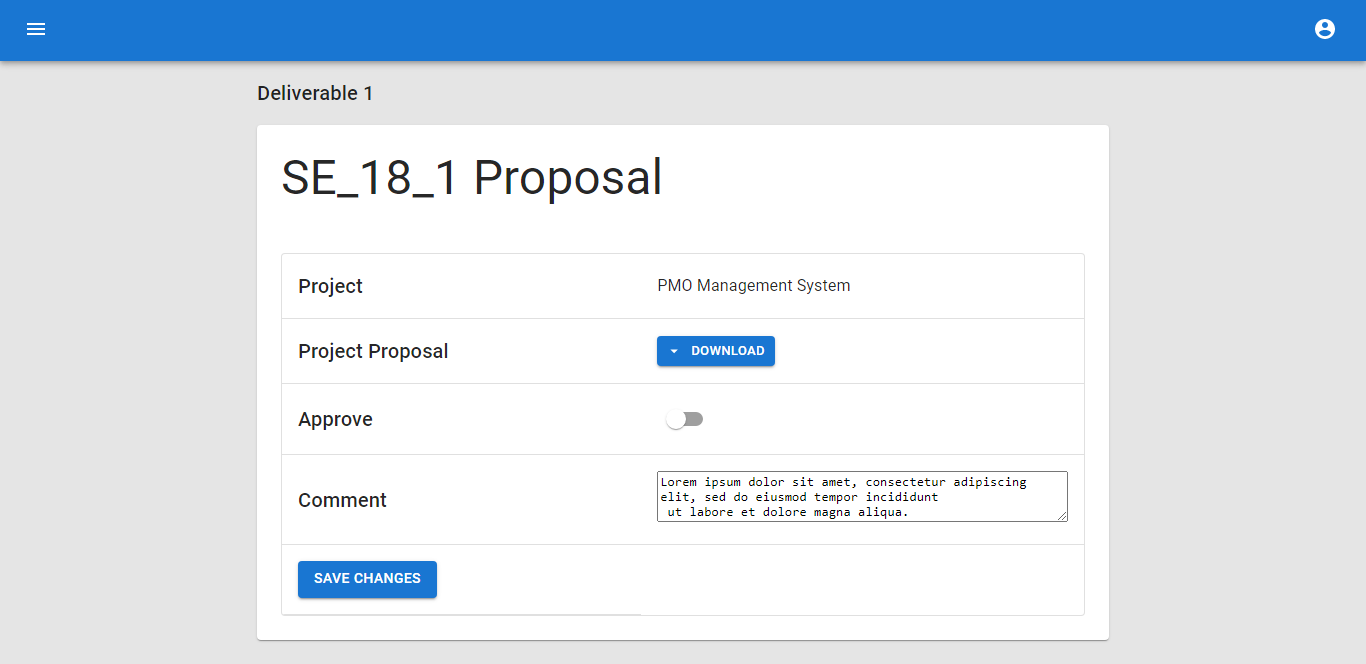 Deliverable 1
SE_18_1 Proposal
Project
PMO Management System
Project Proposal
DOWNLOAD
Approve
Comment
Lorem ipsum dolor sit amet, consectetur adipiscing
elit, sed do eiusmod tempor incididunt
ut labore et dolore magna aliqua.
SAVE CHANGES